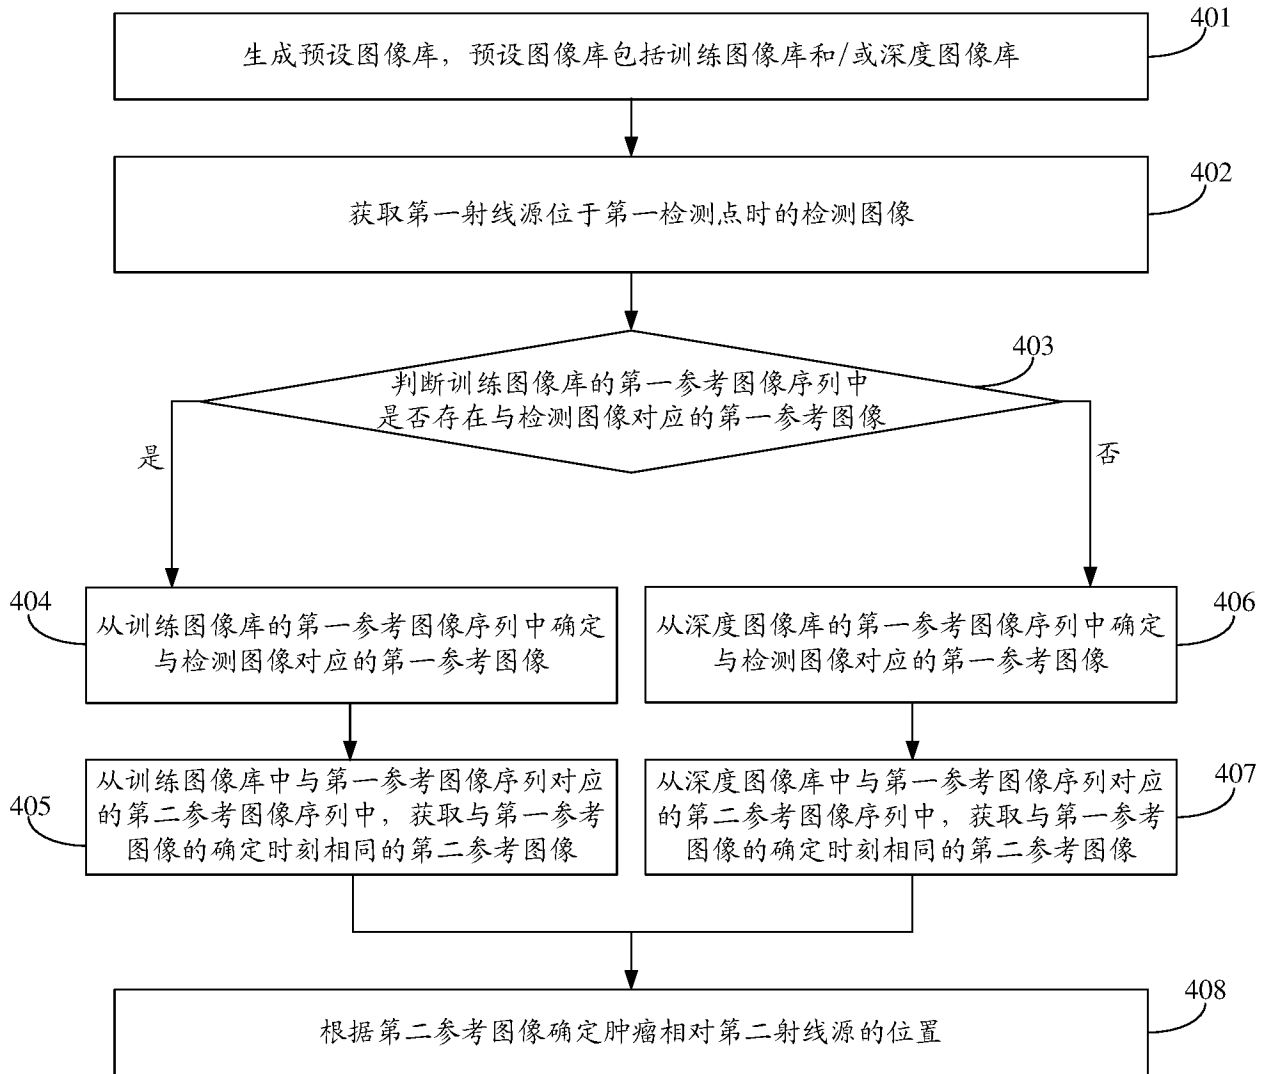 401
生成预设图像库，预设图像库包括训练图像库和/或深度图像库
402
获取第一射线源位于第一检测点时的检测图像
403
判断训练图像库的第一参考图像序列中
是否存在与检测图像对应的第一参考图像
是
否
404
从训练图像库的第一参考图像序列中确定
与检测图像对应的第一参考图像
406
从深度图像库的第一参考图像序列中确定
与检测图像对应的第一参考图像
405
从训练图像库中与第一参考图像序列对应
的第二参考图像序列中，获取与第一参考
图像的确定时刻相同的第二参考图像
407
从深度图像库中与第一参考图像序列对应
的第二参考图像序列中，获取与第一参考
图像的确定时刻相同的第二参考图像
408
根据第二参考图像确定肿瘤相对第二射线源的位置